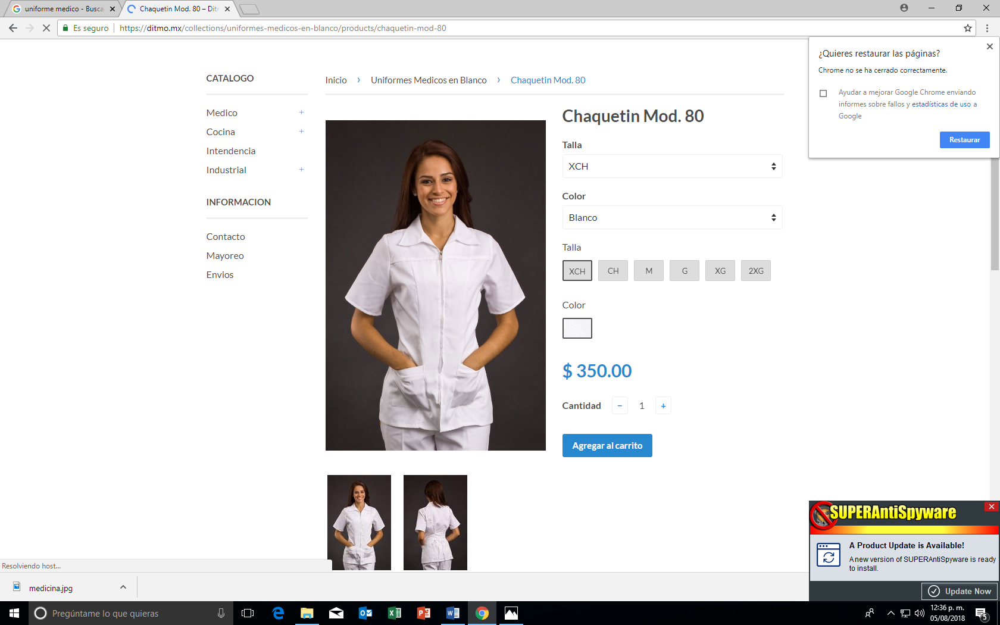 uniforme medico - Busca
Chaquetin Mod. 80 – Dit
Es seguro
https://ditmo.mx/collections/uniformes-medicos-en-blanco/products/chaquetin-mod-80
¿Quieres restaurar las páginas?
Chrome no se ha cerrado correctamente.
Ayudar a mejorar Google Chrome enviando
informes sobre fallos y estadísticas de uso a
Google
Restaurar
CATALOGO
Medico +
Cocina +
Intendencia
Industrial +
INFORMACION
Contacto
Mayoreo
Envios
Inicio › Uniformes Medicos en Blanco › Chaquetin Mod. 80
Chaquetin Mod. 80
Talla
XCH
Color
Blanco
Talla
XCH CH M G XG 2XG
Color
$ 350.00
Cantidad - 1 +
Agregar al carrito
SUPERAntiSpyware
A Product Update is Available!
A new version of SUPERAntiSpyware is ready
to install.
Update Now
Resolviendo host...
medicina.jpg
Pregúntame lo que quieras
12:36 p. m.
05/08/2018
5